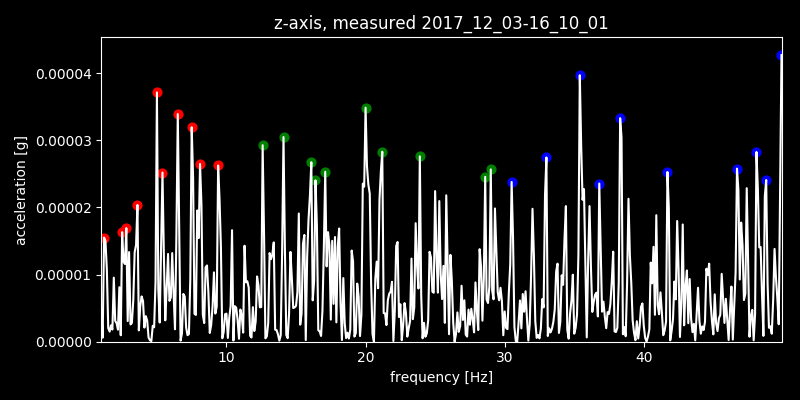 z-axis, measured 2017_12_03-16_10_01
0.00004
0.00003
0.00002
0.00001
0.00000
acceleration [g]
10 20 30 40
frequency [Hz]